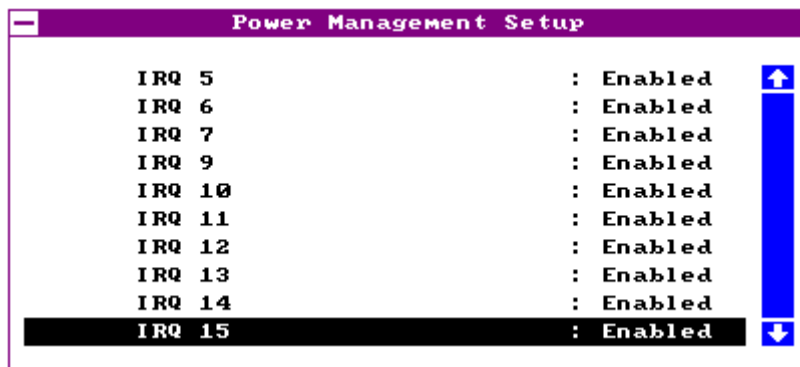 Power Management Setup
IRQ 5 : Enabled
IRQ 6 : Enabled
IRQ 7 : Enabled
IRQ 9 : Enabled
IRQ 10 : Enabled
IRQ 11 : Enabled
IRQ 12 : Enabled
IRQ 13 : Enabled
IRQ 14 : Enabled
IRQ 15 : Enabled